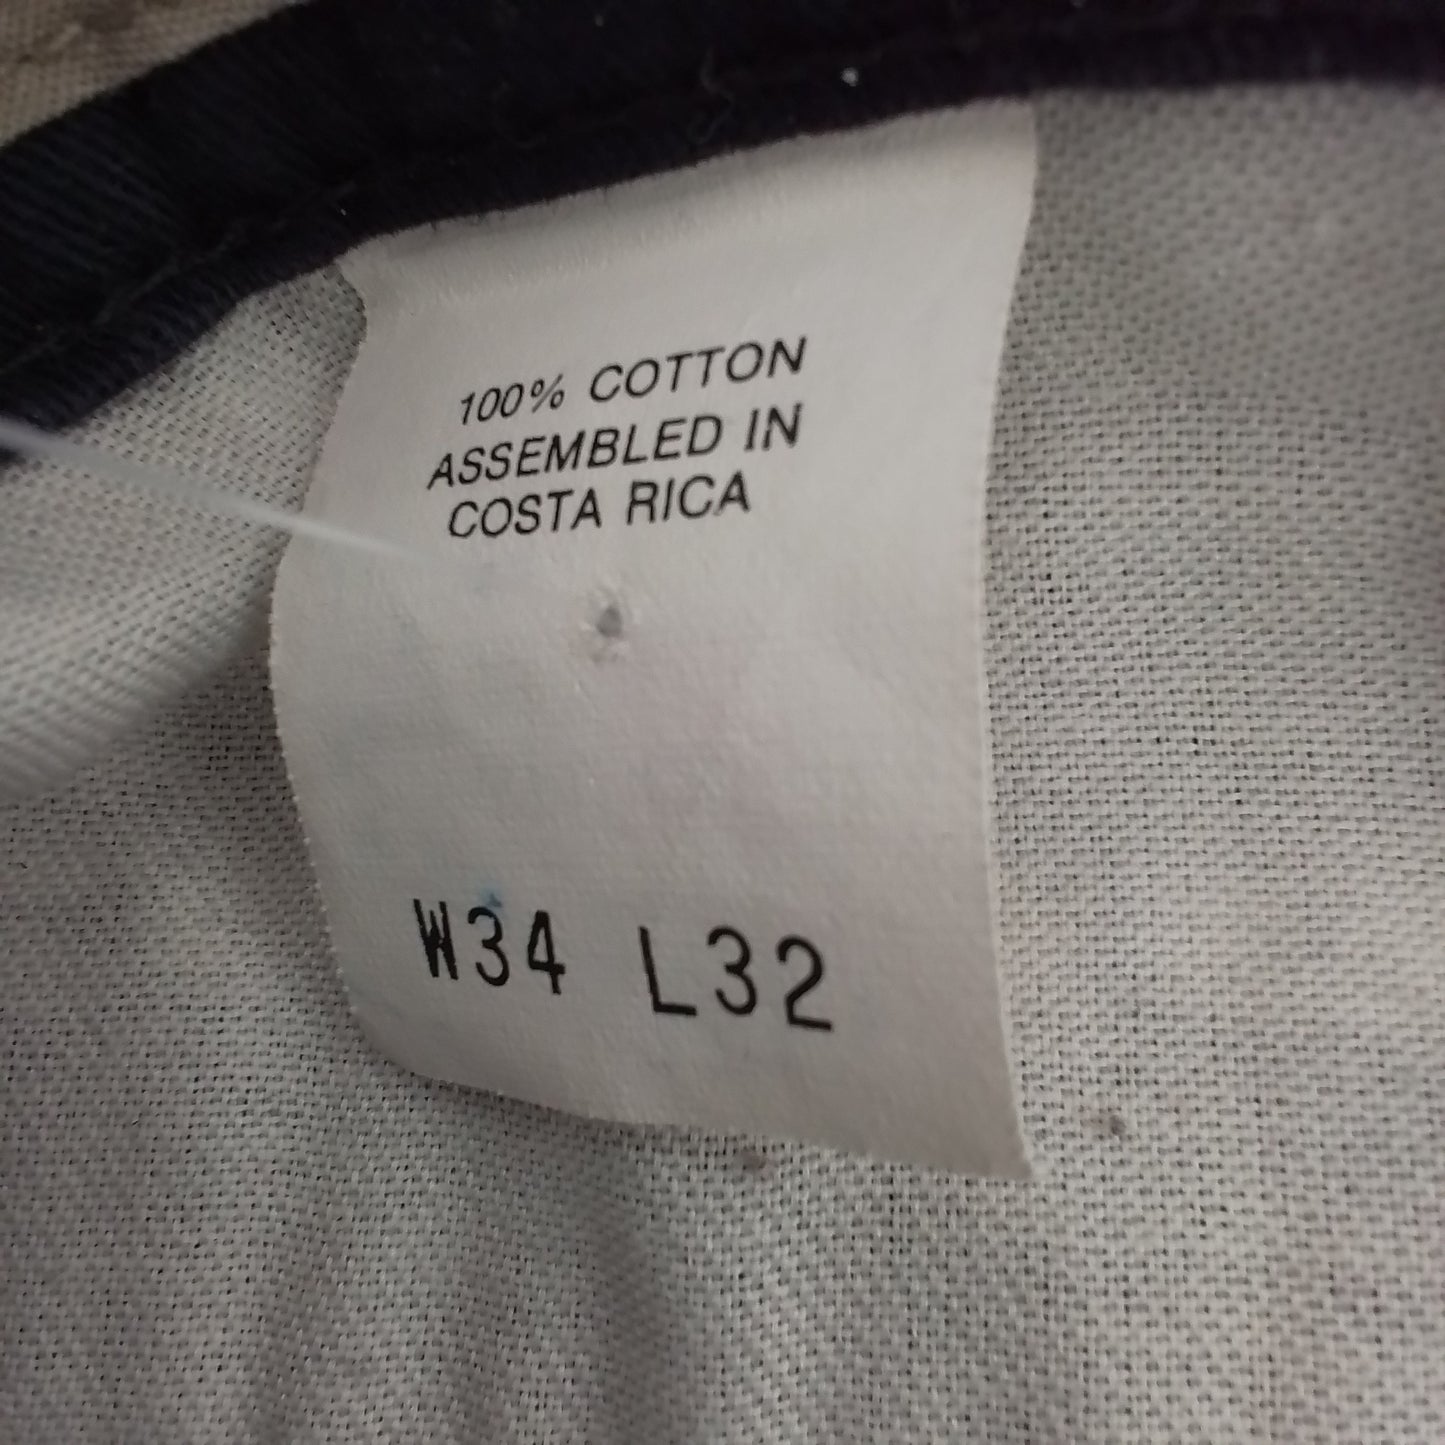 100% COTTON
ASSEMBLED IN
COSTA RICA
W34 L32